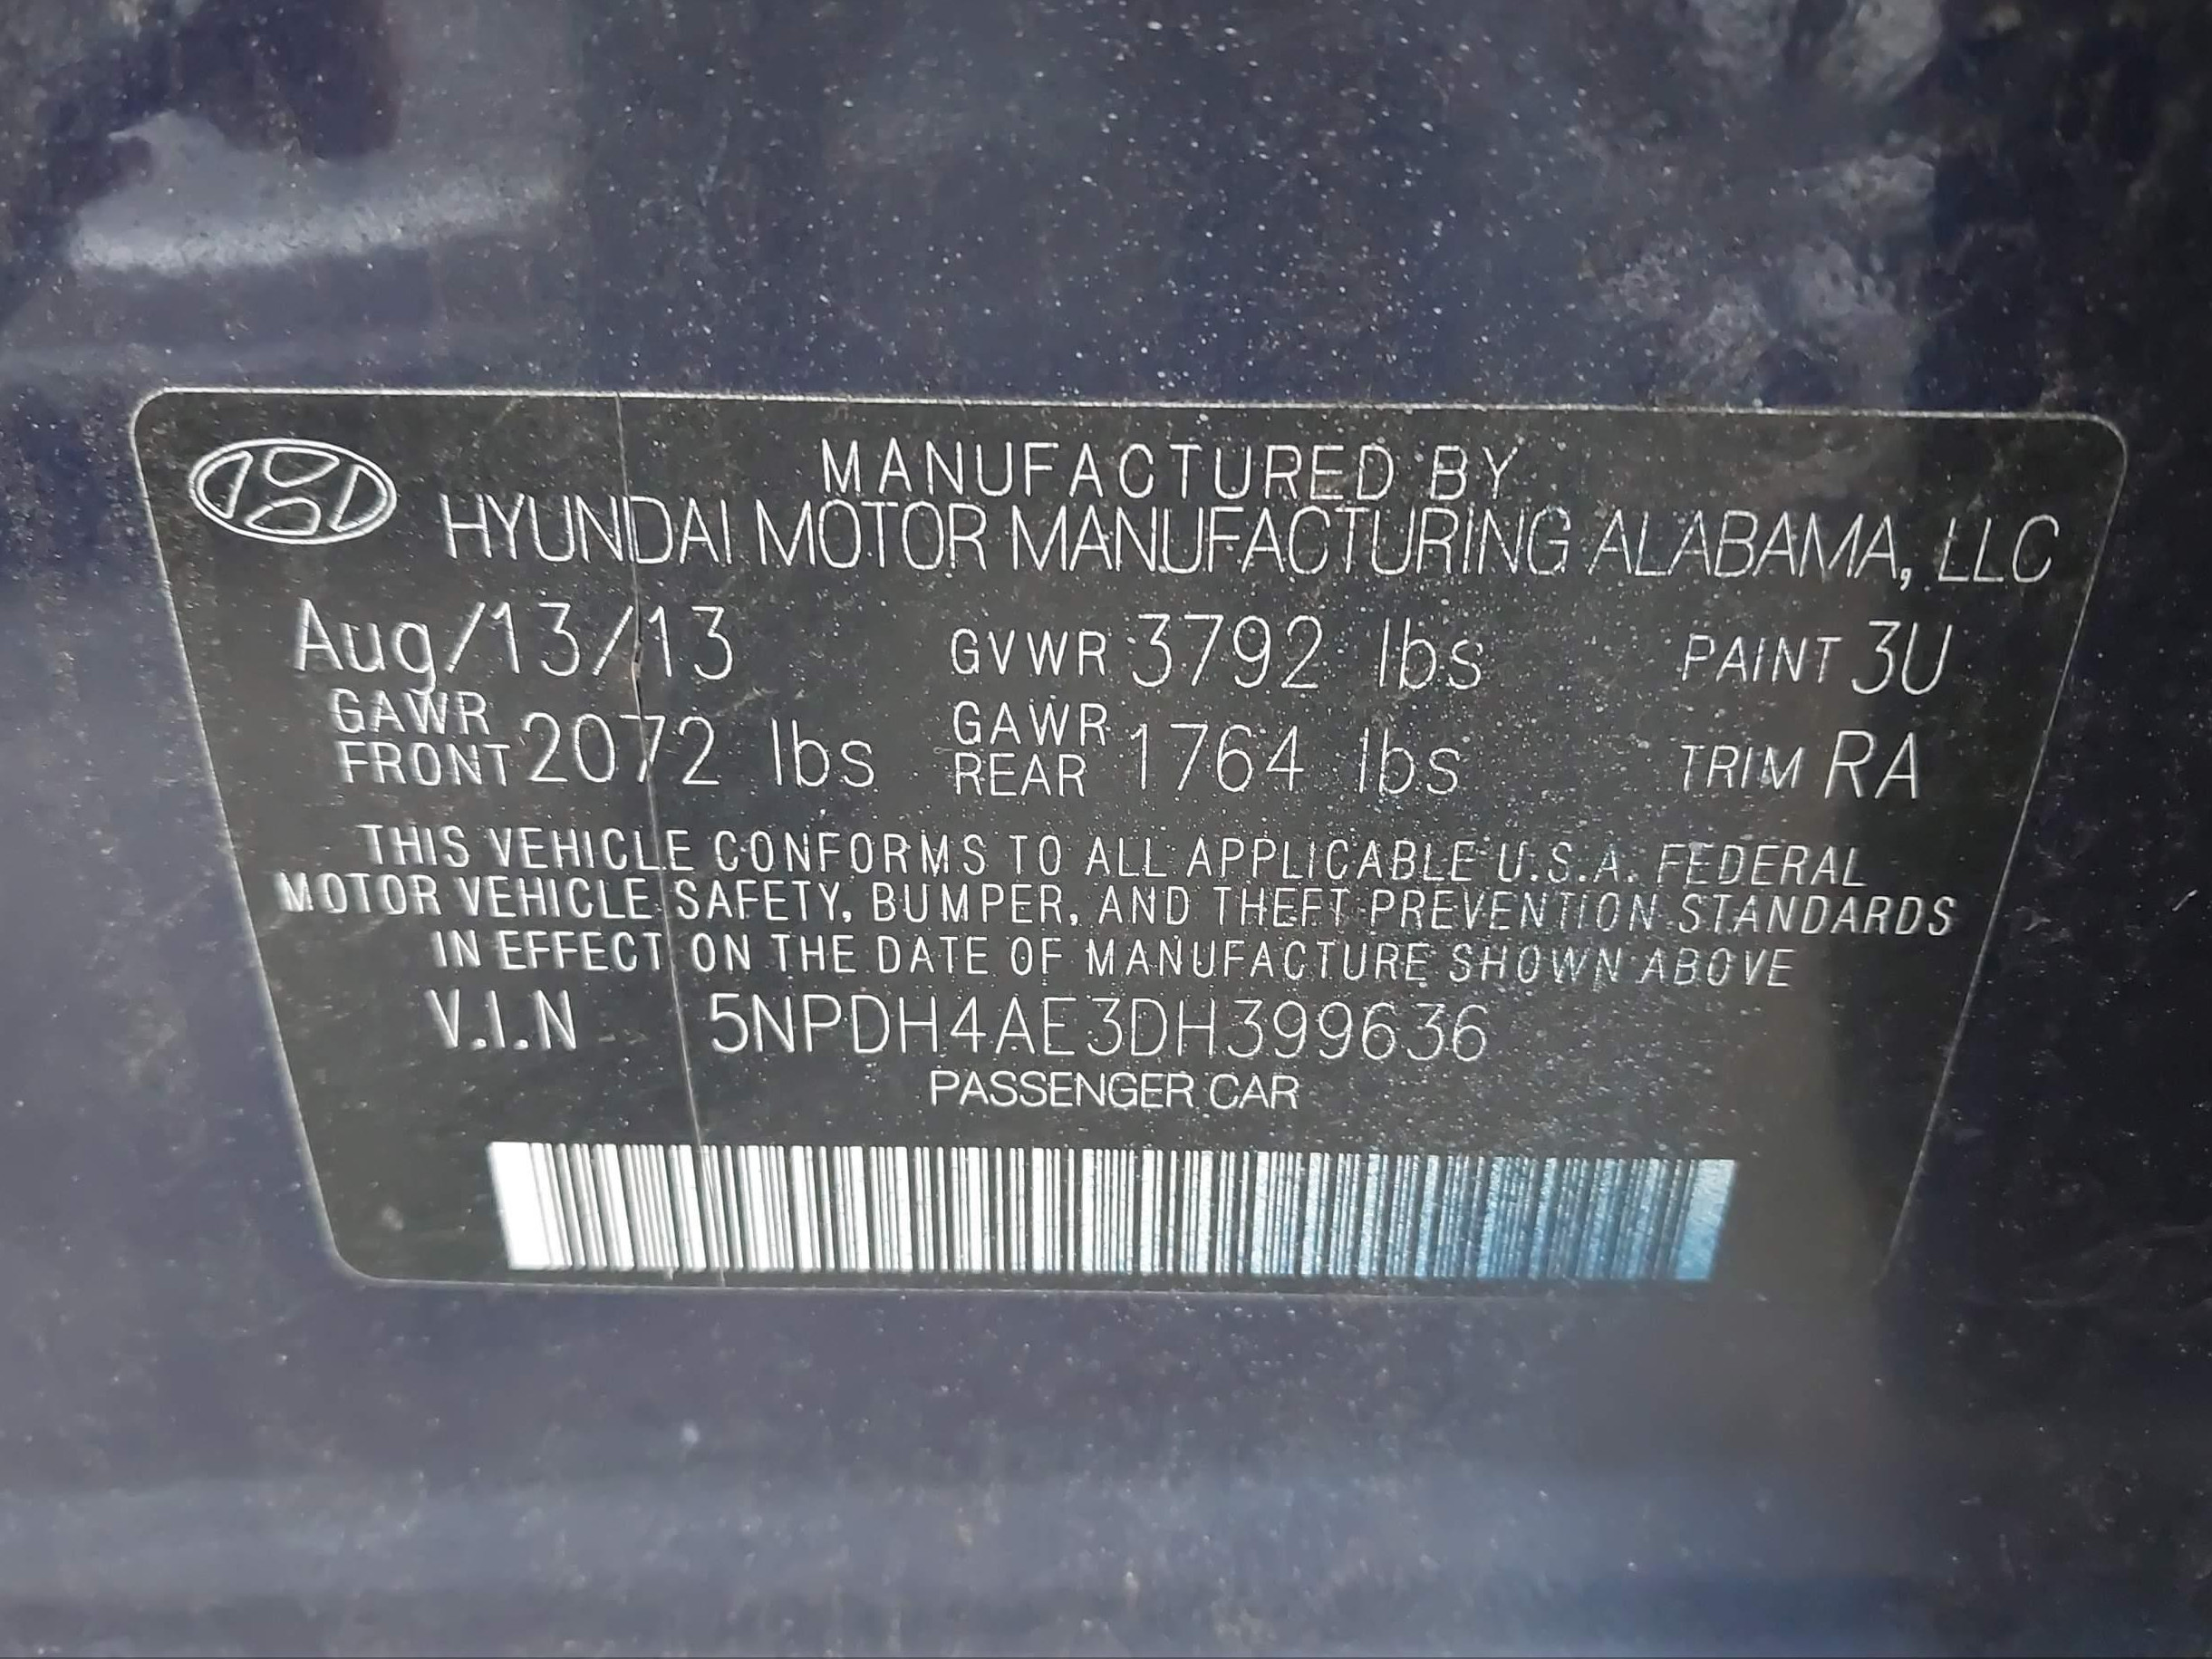 MANUFACTURED BY
HYUNDAI MOTOR MANUFACTURING ALABAMA, LLC
Aug/13/13 GVWR 3792 lbs PAINT 3U
GAWR FRONT 2072 lbs GAWR REAR 1764 lbs TRIM RA
THIS VEHICLE CONFORMS TO ALL APPLICABLE U.S.A. FEDERAL
MOTOR VEHICLE SAFETY, BUMPER, AND THEFT PREVENTION STANDARDS
IN EFFECT ON THE DATE OF MANUFACTURE SHOWN ABOVE
V.I.N 5NPDH4AE3DH399636
PASSENGER CAR